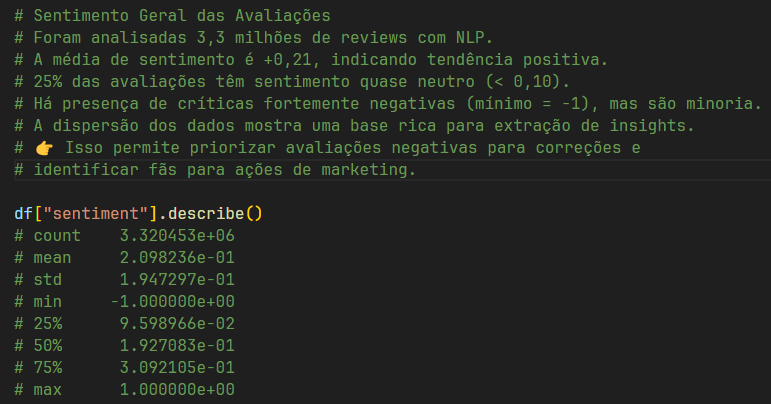 # Sentimento Geral das Avaliações
# Foram analisadas 3,3 milhões de reviews com NLP.
# A média de sentimento é +0,21, indicando tendência positiva.
# 25% das avaliações têm sentimento quase neutro (< 0,10).
# Há presença de críticas fortemente negativas (mínimo = -1), mas são minoria.
# A dispersão dos dados mostra uma base rica para extração de insights.
# 👉 Isso permite priorizar avaliações negativas para correções e
# identificar fãs para ações de marketing.
df["sentiment"].describe()
# count    3.320453e+06
# mean     2.098236e-01
# std      1.947297e-01
# min     -1.000000e+00
# 25%      9.598966e-02
# 50%      1.927083e-01
# 75%      3.092105e-01
# max      1.000000e+00